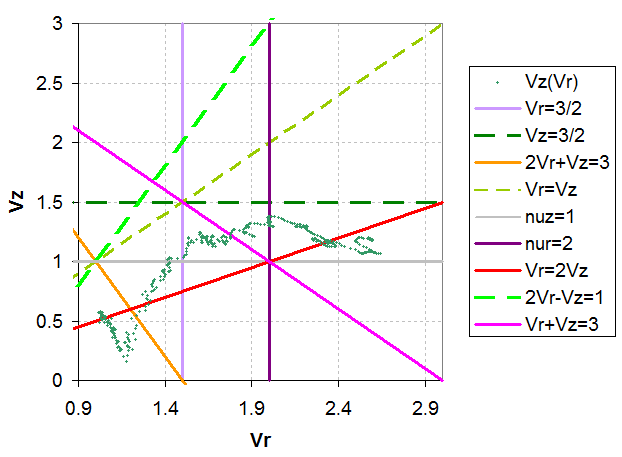 3
2.5
2
1.5
1
0.5
0
Vz
0.9 1.4 1.9 2.4 2.9
Vr
Vz(Vr)
Vr=3/2
Vz=3/2
2Vr+Vz=3
Vr=Vz
nuz=1
nur=2
Vr=2Vz
2Vr-Vz=1
Vr+Vz=3